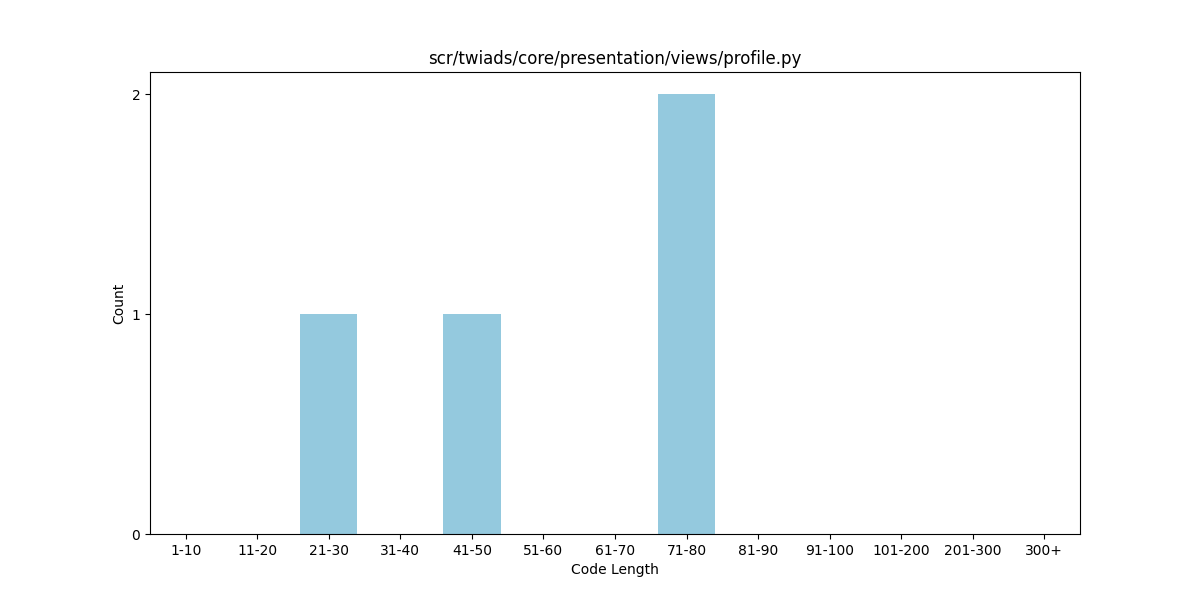 scr/twiads/core/presentation/views/profile.py
2
1
0
Count
1-10 11-20 21-30 31-40 41-50 51-60 61-70 71-80 81-90 91-100 101-200 201-300 300+
Code Length